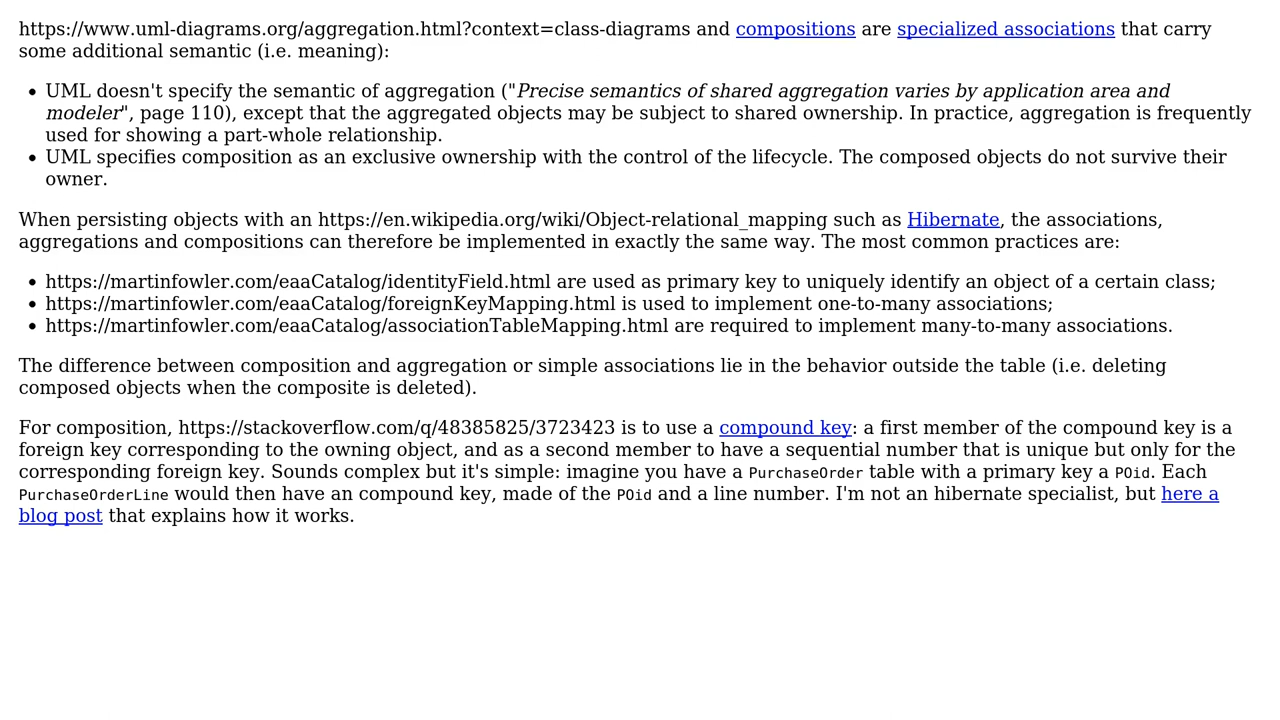 https://www.uml-diagrams.org/aggregation.html?context=class-diagrams and compositions are specialized associations that carry
some additional semantic (i.e. meaning):
• UML doesn't specify the semantic of aggregation ("Precise semantics of shared aggregation varies by application area and
modeler", page 110), except that the aggregated objects may be subject to shared ownership. In practice, aggregation is frequently
used for showing a part-whole relationship.
• UML specifies composition as an exclusive ownership with the control of the lifecycle. The composed objects do not survive their
owner.
When persisting objects with an https://en.wikipedia.org/wiki/Object-relational_mapping such as Hibernate, the associations,
aggregations and compositions can therefore be implemented in exactly the same way. The most common practices are:
• https://martinfowler.com/eaaCatalog/identityField.html are used as primary key to uniquely identify an object of a certain class;
• https://martinfowler.com/eaaCatalog/foreignKeyMapping.html is used to implement one-to-many associations;
• https://martinfowler.com/eaaCatalog/associationTableMapping.html are required to implement many-to-many associations.
The difference between composition and aggregation or simple associations lie in the behavior outside the table (i.e. deleting
composed objects when the composite is deleted).
For composition, https://stackoverflow.com/q/48385825/3723423 is to use a compound key: a first member of the compound key is a
foreign key corresponding to the owning object, and as a second member to have a sequential number that is unique but only for the
corresponding foreign key. Sounds complex but it's simple: imagine you have a PurchaseOrder table with a primary key a POid. Each
PurchaseOrderLine would then have an compound key, made of the POid and a line number. I'm not an hibernate specialist, but here a
blog post that explains how it works.